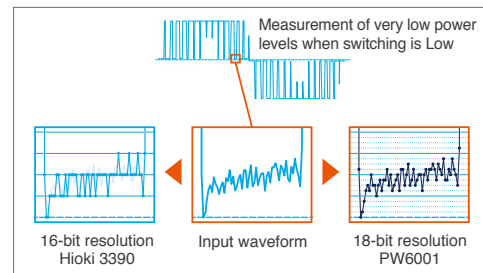 Measurement of very low power
levels when switching is Low
16-bit resolution
Hioki 3390
Input waveform
18-bit resolution
PW6001